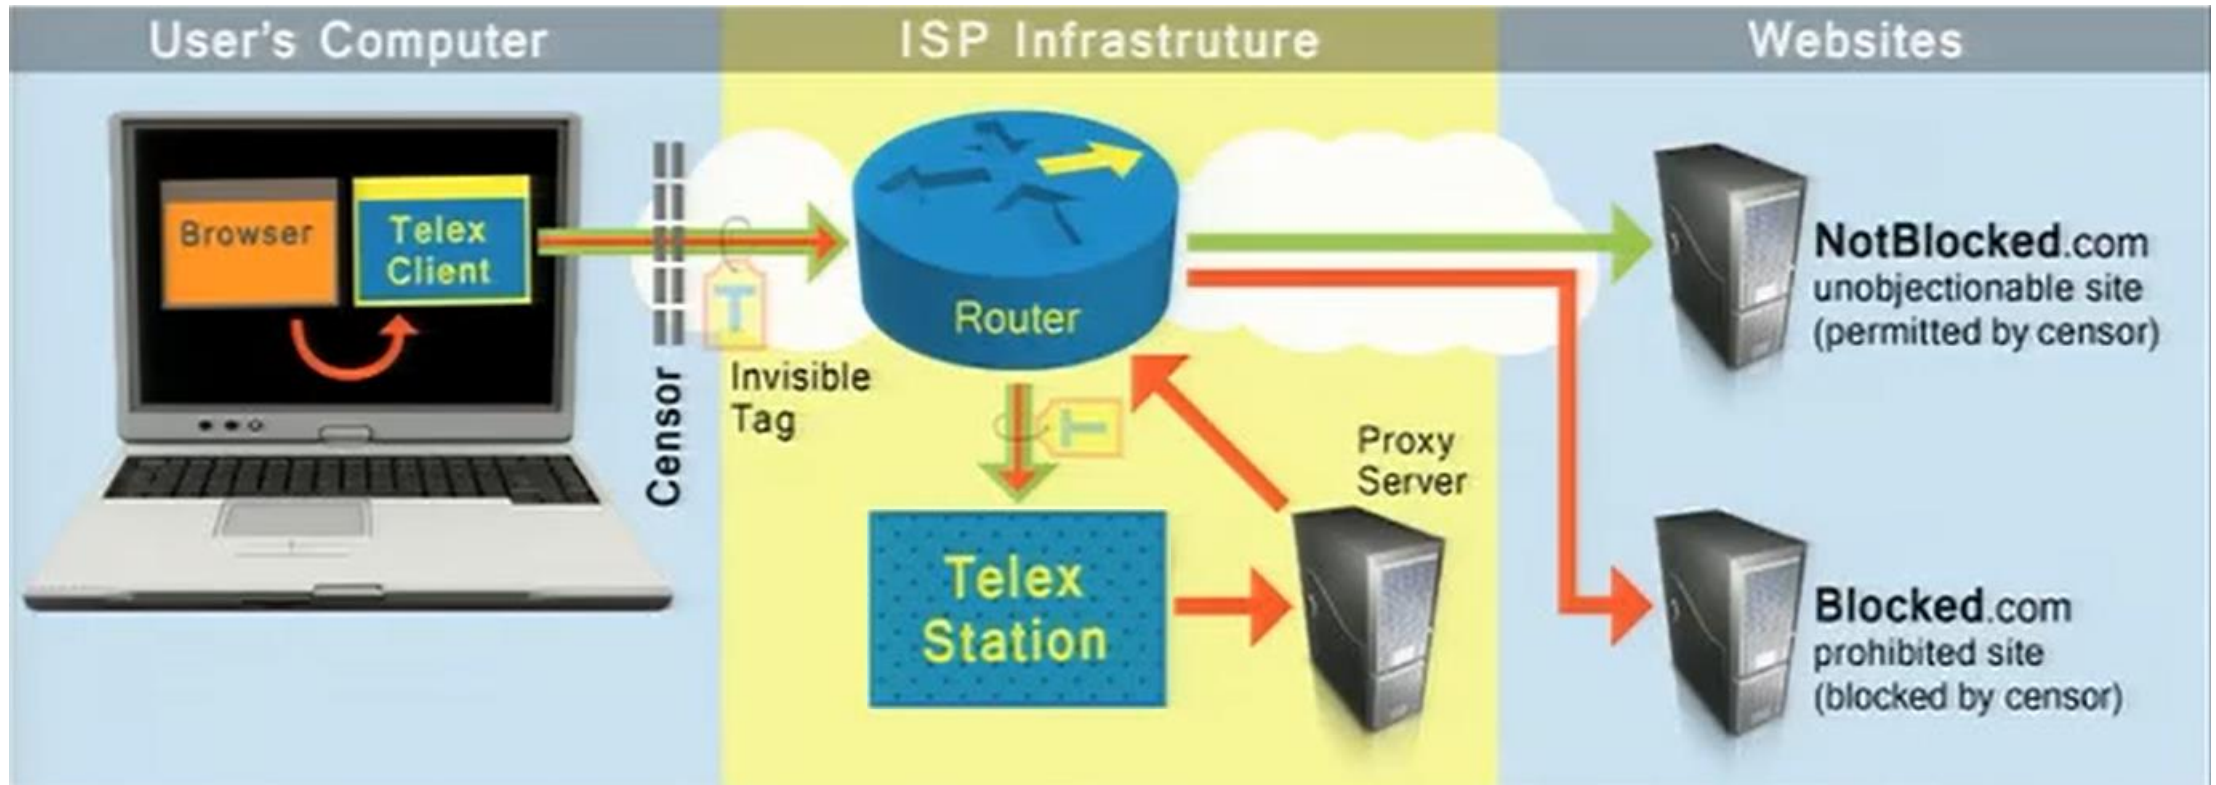 User's Computer
ISP Infrastruture
Websites
Browser
Telex
Client
Censor
T
Invisible
Tag
Router
T
Proxy
Server
Telex
Station
NotBlocked.com
unobjectionable site
(permitted by censor)
Blocked.com
prohibited site
(blocked by censor)